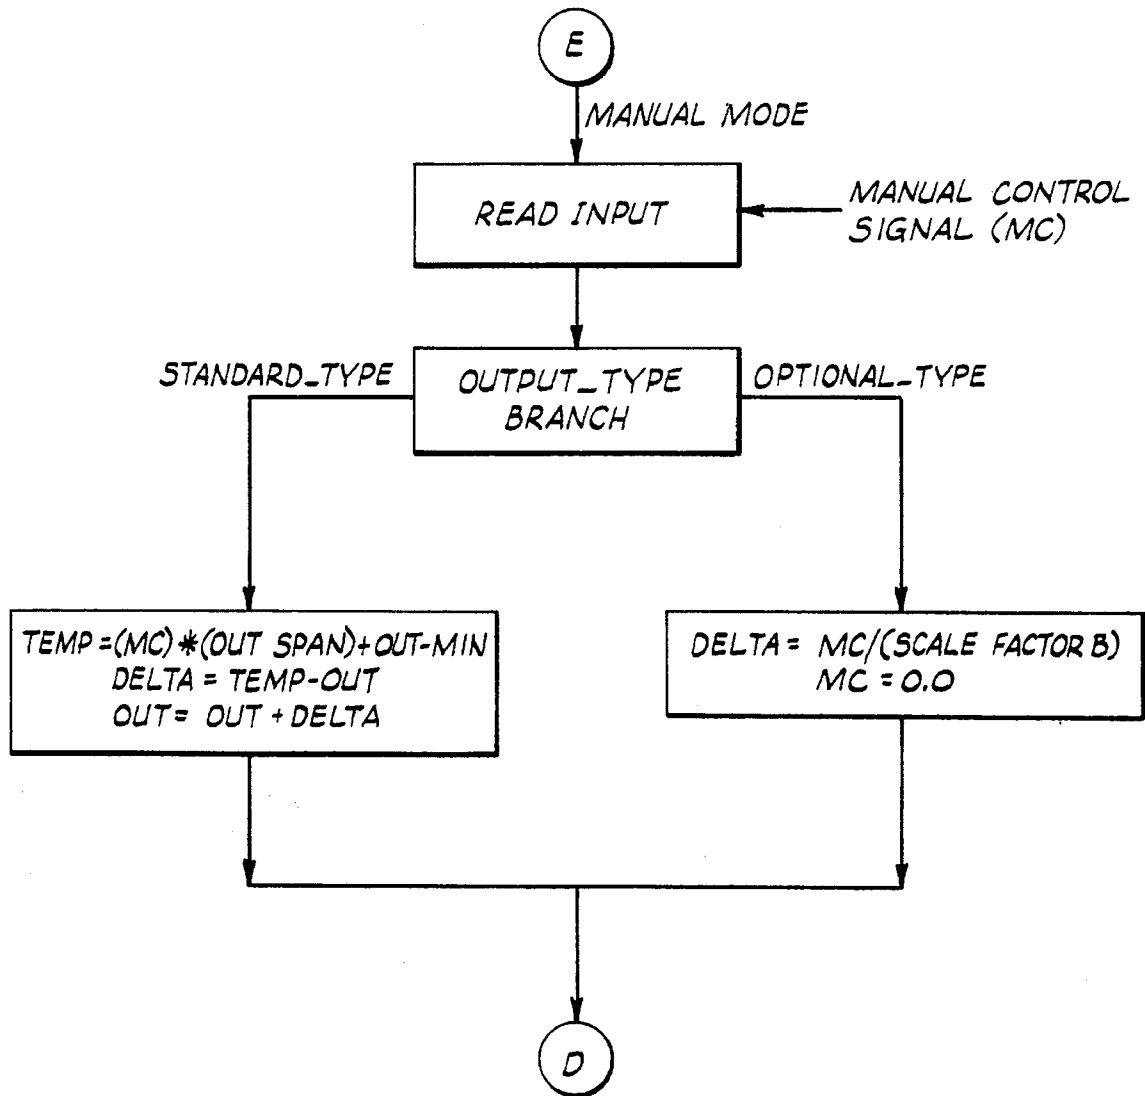 E
MANUAL MODE
READ INPUT
MANUAL CONTROL
SIGNAL (MC)
STANDARD_TYPE
OUTPUT_TYPE
BRANCH
OPTIONAL_TYPE
TEMP=(MC)*(OUT SPAN)+OUT-MIN
DELTA = TEMP-OUT
OUT= OUT + DELTA
DELTA = MC/(SCALE FACTOR B)
MC = 0.0
D